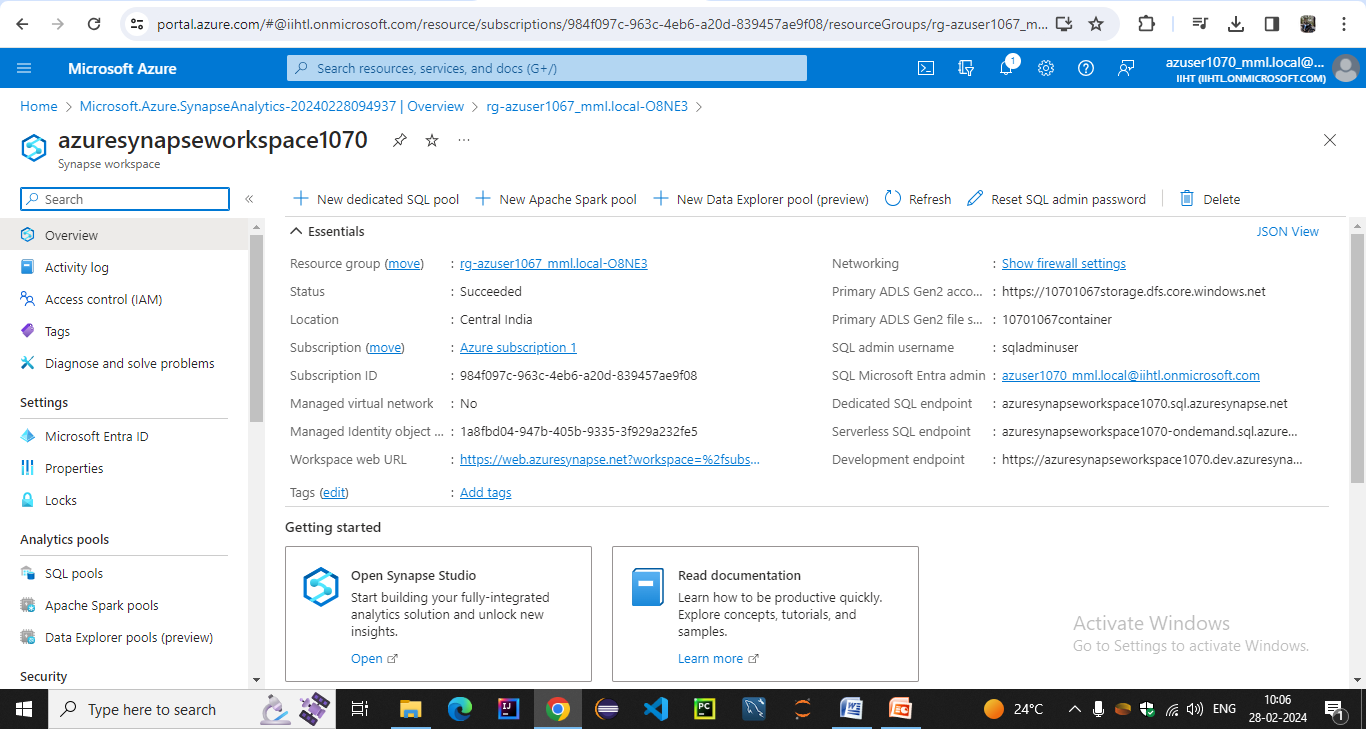 portal.azure.com/#@iihtl.onmicrosoft.com/resource/subscriptions/984f097c-963c-4eb6-a20d-839457ae9f08/resourceGroups/rg-azuser1067_m...
Microsoft Azure
Search resources, services, and docs (G+/)
1
azuser1070_mml.local@...
IIHT (IIHTL.ONMICROSOFT.COM)
Home > Microsoft.Azure.SynapseAnalytics-20240228094937 | Overview > rg-azuser1067_mml.local-O8NE3 >
azuresynapseworkspace1070
Synapse workspace
Search
New dedicated SQL pool
New Apache Spark pool
New Data Explorer pool (preview)
Refresh
Reset SQL admin password
Delete
Overview
Activity log
Access control (IAM)
Tags
Diagnose and solve problems
Settings
Microsoft Entra ID
Properties
Locks
Analytics pools
SQL pools
Apache Spark pools
Data Explorer pools (preview)
Security
Essentials
JSON View
Resource group (move) : rg-azuser1067_mml.local-O8NE3
Status : Succeeded
Location : Central India
Subscription (move) : Azure subscription 1
Subscription ID : 984f097c-963c-4eb6-a20d-839457ae9f08
Managed virtual network : No
Managed Identity object ... : 1a8fbd04-947b-405b-9335-3f929a232fe5
Workspace web URL : https://web.azuresynapse.net?workspace=%2fsubs...
Tags (edit) : Add tags
Networking : Show firewall settings
Primary ADLS Gen2 acco... : https://10701067storage.dfs.core.windows.net
Primary ADLS Gen2 file s... : 10701067container
SQL admin username : sqladminuser
SQL Microsoft Entra admin : azuser1070_mml.local@iihtl.onmicrosoft.com
Dedicated SQL endpoint : azuresynapseworkspace1070.sql.azuresynapse.net
Serverless SQL endpoint : azuresynapseworkspace1070-ondemand.sql.azure...
Development endpoint : https://azuresynapseworkspace1070.dev.azuresyna...
Getting started
Open Synapse Studio
Start building your fully-integrated
analytics solution and unlock new
insights.
Open
Read documentation
Learn how to be productive quickly.
Explore concepts, tutorials, and
samples.
Learn more
Activate Windows
Go to Settings to activate Windows.
Type here to search
24°C
ENG
10:06
28-02-2024
1